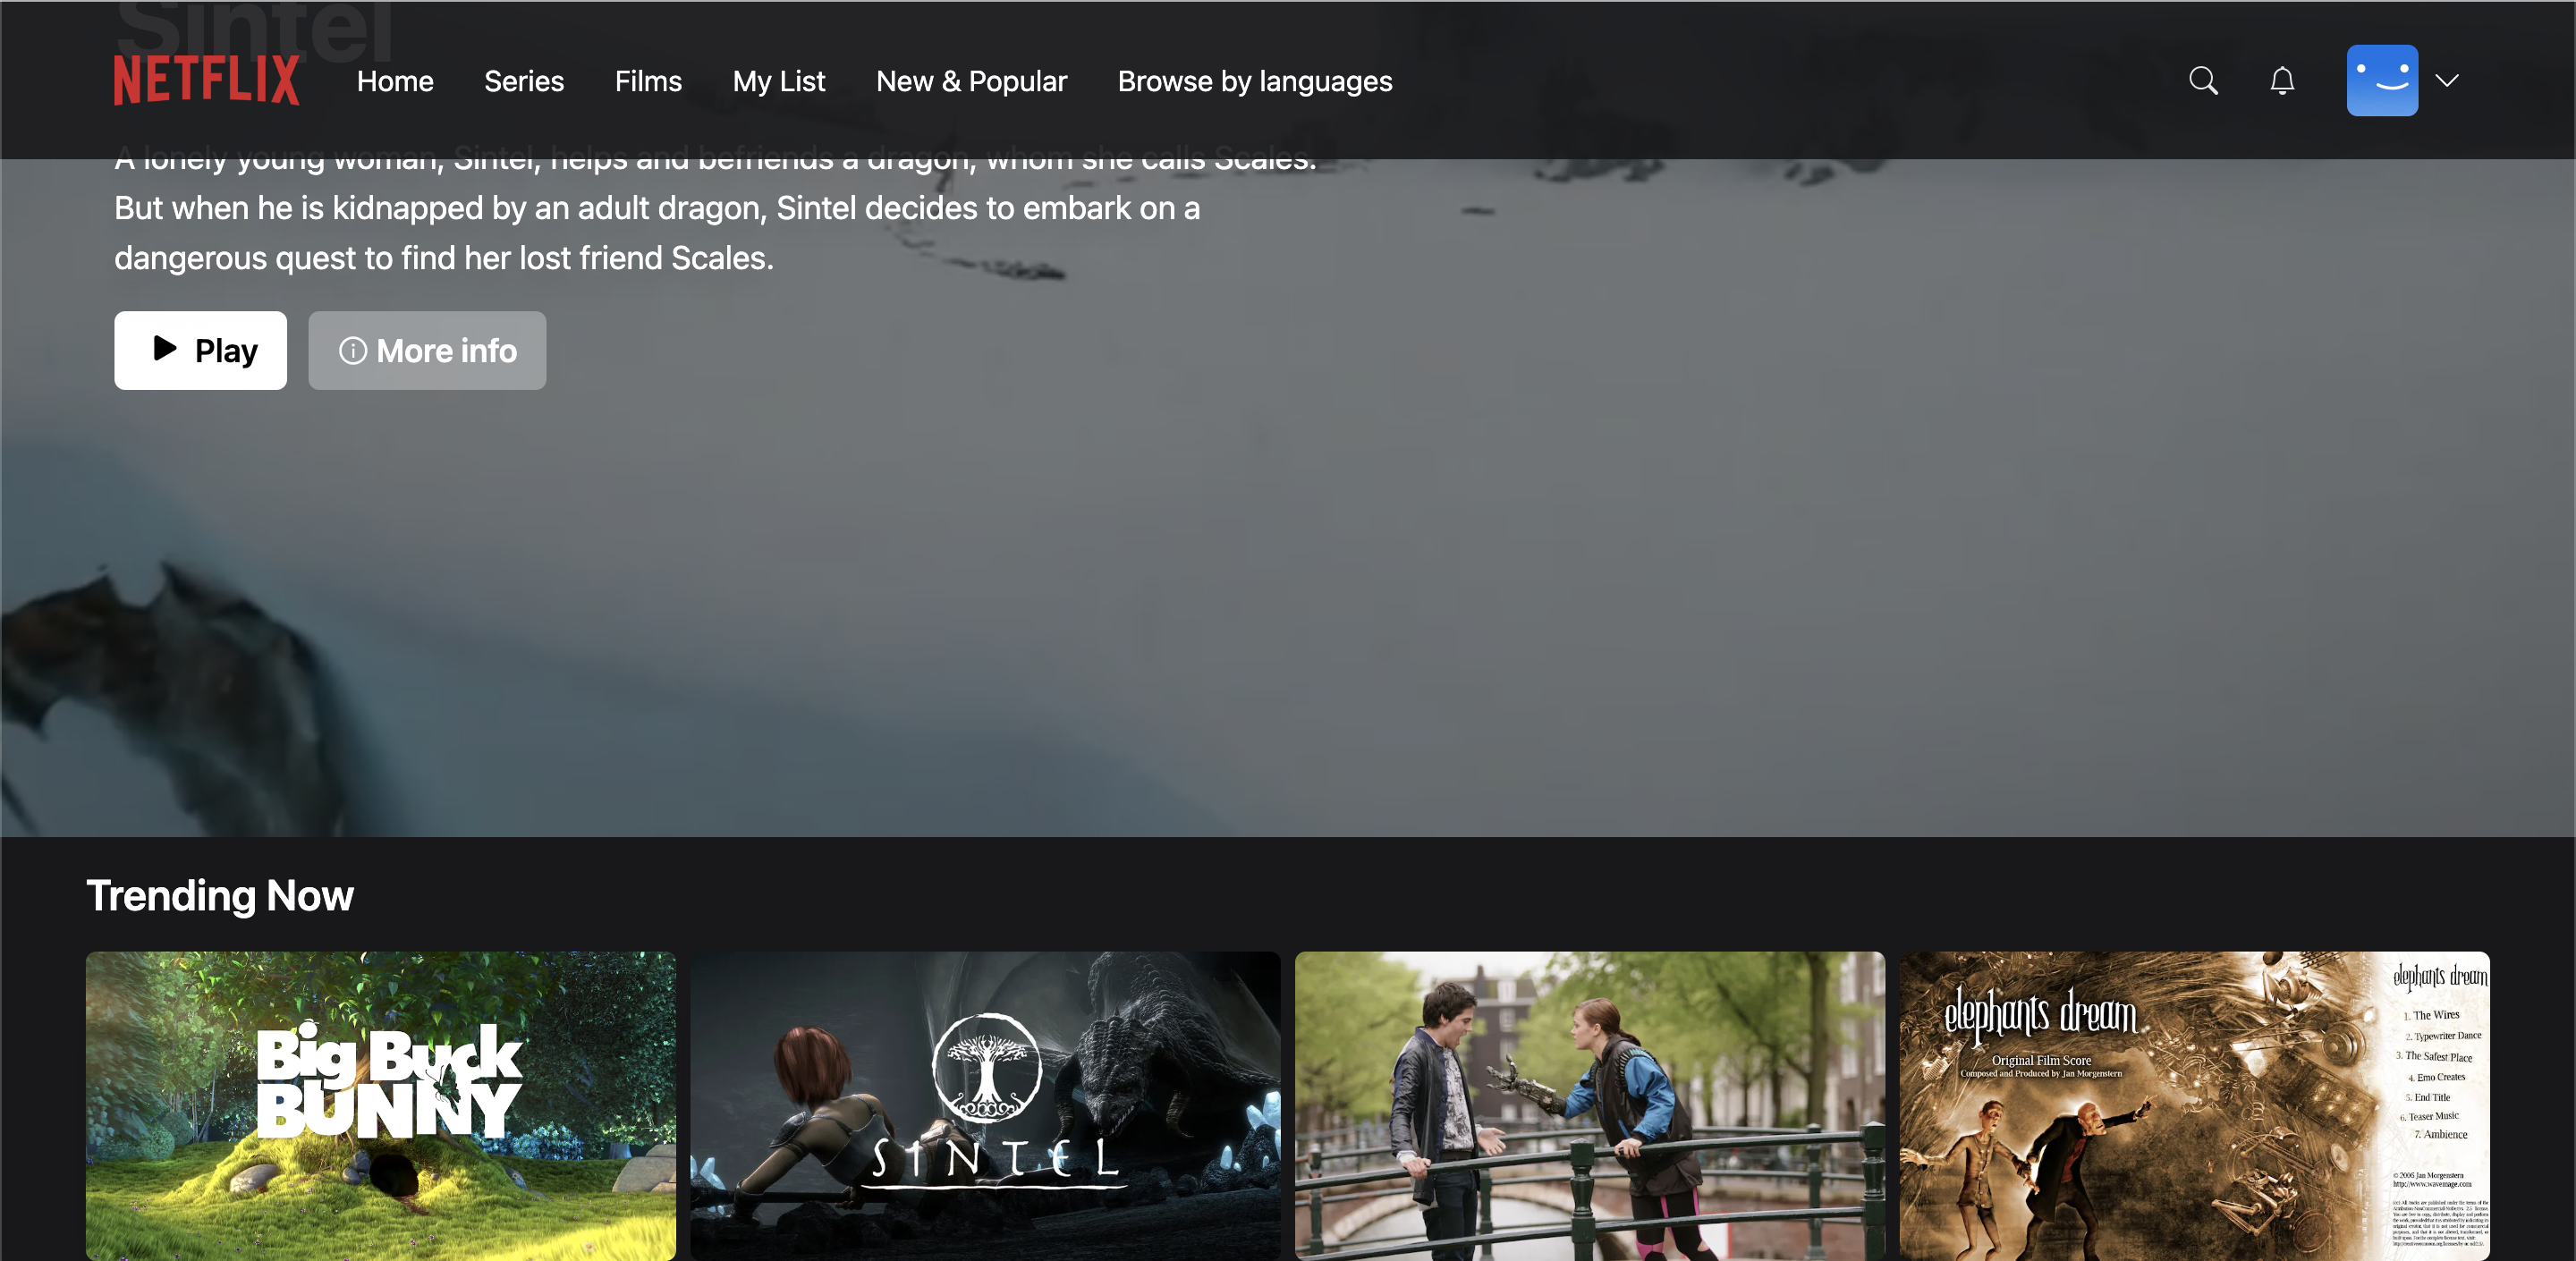 Sintel
NETFLIX
Home
Series
Films
My List
New & Popular
Browse by languages
A lonely young woman, Sintel, helps and befriends a dragon, whom she calls Scales.
But when he is kidnapped by an adult dragon, Sintel decides to embark on a
dangerous quest to find her lost friend Scales.
Play
More info
Trending Now
Big Buck
BUNNY
SINTEL
elephants dream
Original Film Score
Composed and Produced by Jan Morgenstern
elephants dream
1. The Wires
2. Typewriter Dance
3. The Safest Place
4. Emo Creates
5. End Title
6. Teaser Music
7. Ambience
© 2006 Jan Morgenstern
http://www.wavemage.com